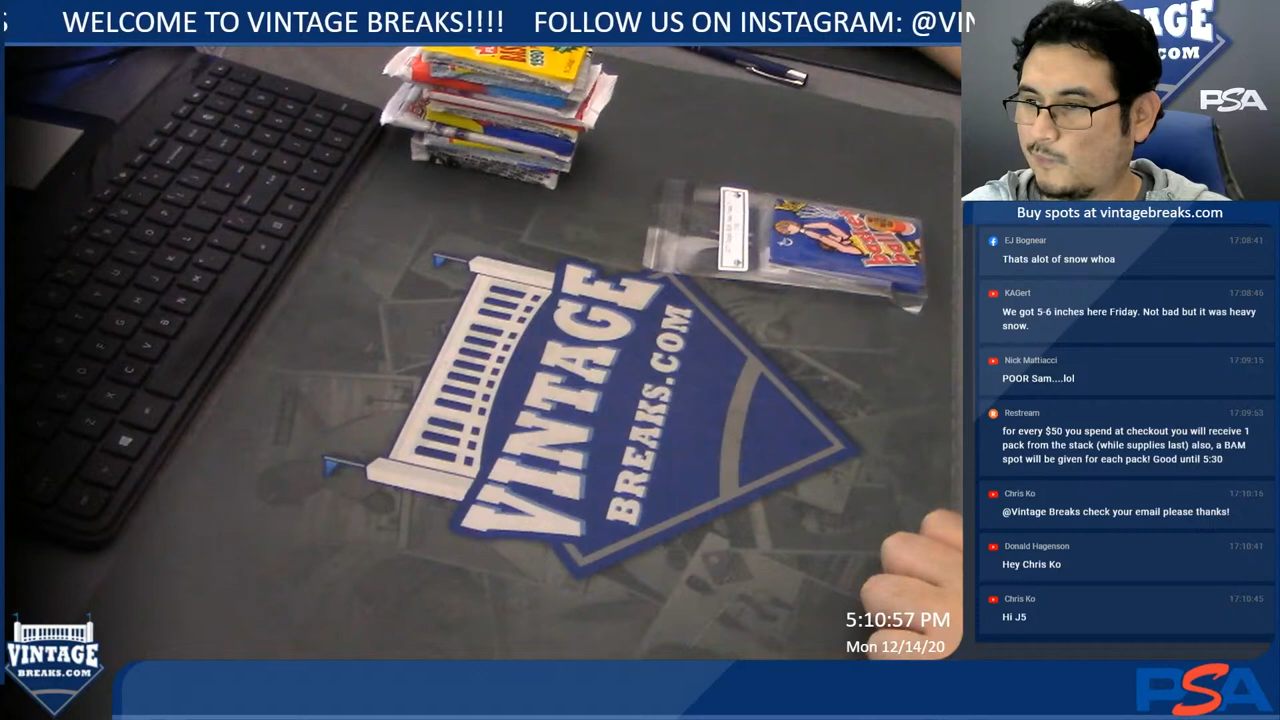 WELCOME TO VINTAGE BREAKS!!!! FOLLOW US ON INSTAGRAM: @VIN
VINTAGE
BREAKS.COM
AGE
S.COM
PSA
Buy spots at vintagebreaks.com
EJ Bognear 17:08:41
Thats alot of snow whoa
KAGert 17:08:46
We got 5-6 inches here Friday. Not bad but it was heavy
snow.
Nick Mattiacci 17:09:15
POOR Sam....lol
Restream 17:09:53
for every $50 you spend at checkout you will receive 1
pack from the stack (while supplies last) also, a BAM
spot will be given for each pack! Good until 5:30
Chris Ko 17:10:16
@Vintage Breaks check your email please thanks!
Donald Hagenson 17:10:41
Hey Chris Ko
Chris Ko 17:10:45
Hi J5
5:10:57 PM
Mon 12/14/20
VINTAGE
BREAKS.COM
PSA